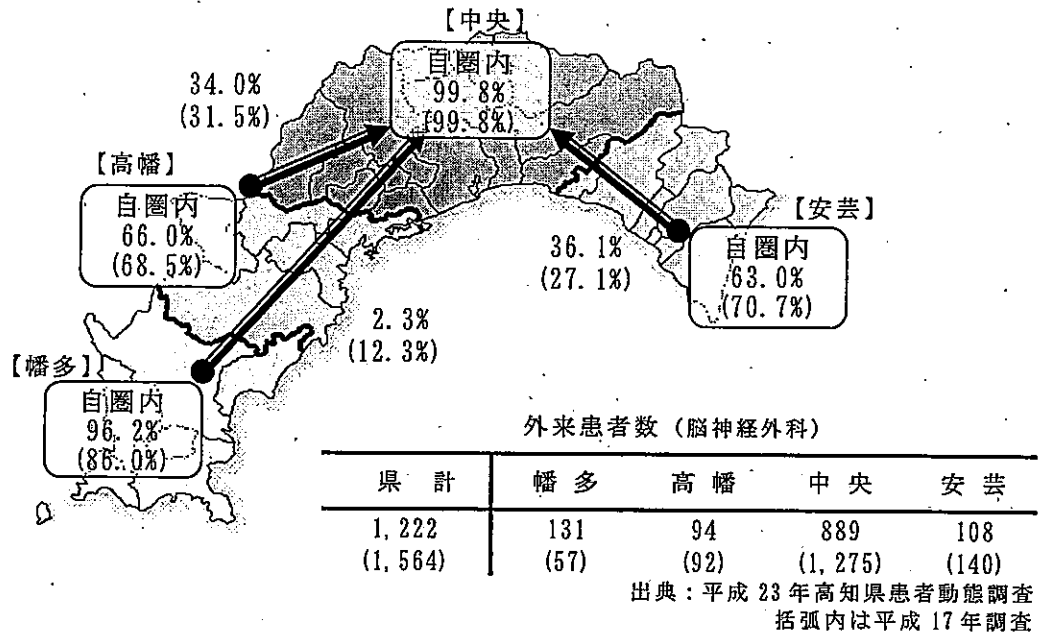 【中央】
自圏内
99.8%
(99.8%)
34.0%
(31.5%)
【高幡】
自圏内
66.0%
(68.5%)
【安芸】
自圏内
63.0%
(70.7%)
36.1%
(27.1%)
2.3%
(12.3%)
【幡多】
自圏内
96.2%
(86.0%)
外来患者数（脳神経外科）
県計 幡多 高幡 中央 安芸
1,222 131 94 889 108
(1,564) (57) (92) (1,275) (140)
出典：平成23年高知県患者動態調査
括弧内は平成17年調査